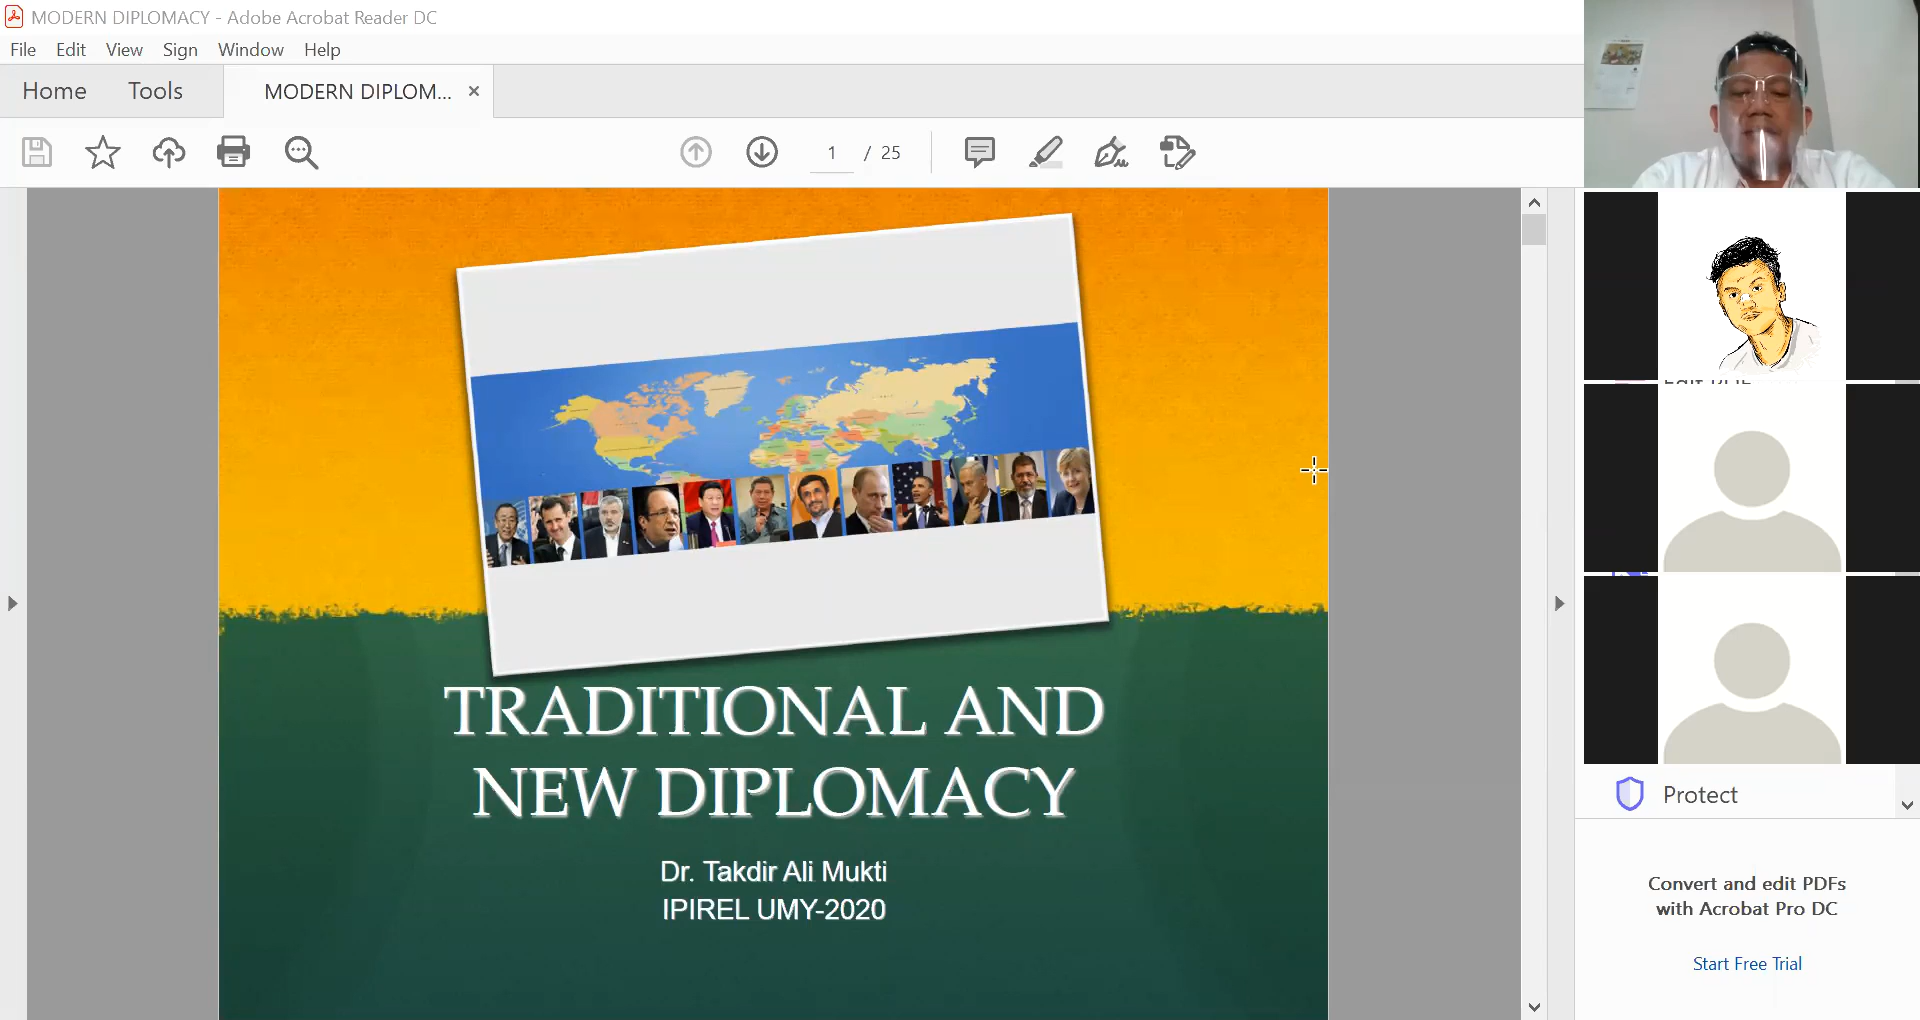 MODERN DIPLOMACY - Adobe Acrobat Reader DC
File Edit View Sign Window Help
Home Tools MODERN DIPLOM... ×
1 / 25
TRADITIONAL AND
NEW DIPLOMACY
Dr. Takdir Ali Mukti
IPIREL UMY-2020
Protect
Convert and edit PDFs
with Acrobat Pro DC
Start Free Trial